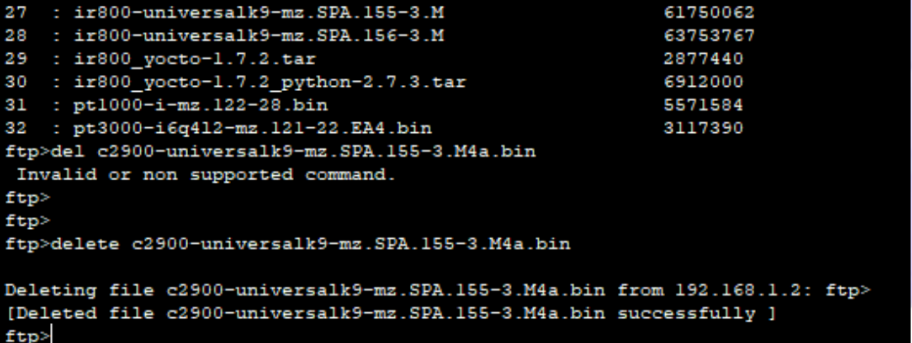 27 : ir800-universalk9-mz.SPA.155-3.M 61750062
28 : ir800-universalk9-mz.SPA.156-3.M 63753767
29 : ir800_yocto-1.7.2.tar 2877440
30 : ir800_yocto-1.7.2_python-2.7.3.tar 6912000
31 : pt1000-i-mz.122-28.bin 5571584
32 : pt3000-i6q4l2-mz.121-22.EA4.bin 3117390
ftp>del c2900-universalk9-mz.SPA.155-3.M4a.bin
Invalid or non supported command.
ftp>
ftp>
ftp>delete c2900-universalk9-mz.SPA.155-3.M4a.bin
Deleting file c2900-universalk9-mz.SPA.155-3.M4a.bin from 192.168.1.2: ftp>
[Deleted file c2900-universalk9-mz.SPA.155-3.M4a.bin successfully ]
ftp>